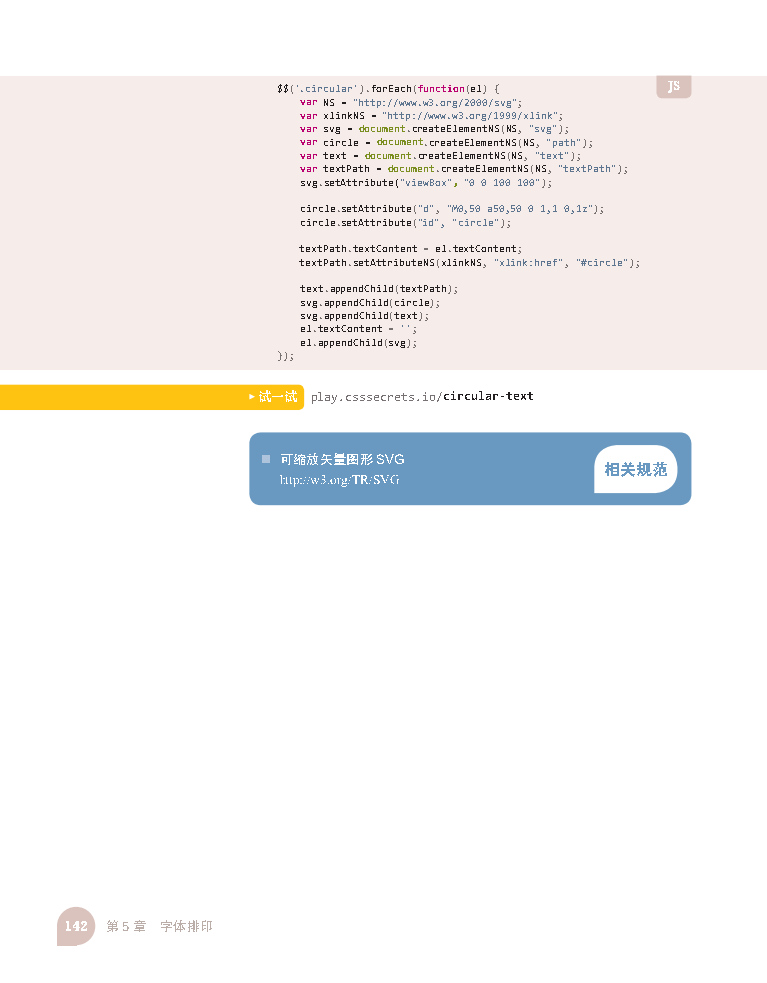 JS
$$('.circular').forEach(function(el) {
var NS = "http://www.w3.org/2000/svg";
var xlinkNS = "http://www.w3.org/1999/xlink";
var svg = document.createElementNS(NS, "svg");
var circle = document.createElementNS(NS, "path");
var text = document.createElementNS(NS, "text");
var textPath = document.createElementNS(NS, "textPath");
svg.setAttribute("viewBox", "0 0 100 100");
circle.setAttribute("d", "M0,50 a50,50 0 1,1 0,1z");
circle.setAttribute("id", "circle");
textPath.textContent = el.textContent;
textPath.setAttributeNS(xlinkNS, "xlink:href", "#circle");
text.appendChild(textPath);
svg.appendChild(circle);
svg.appendChild(text);
el.textContent = '';
el.appendChild(svg);
});
▶ 试一试 play.csssecrets.io/circular-text
■ 可缩放矢量图形 SVG
http://w3.org/TR/SVG
相关规范
142 第 5 章 字体排印